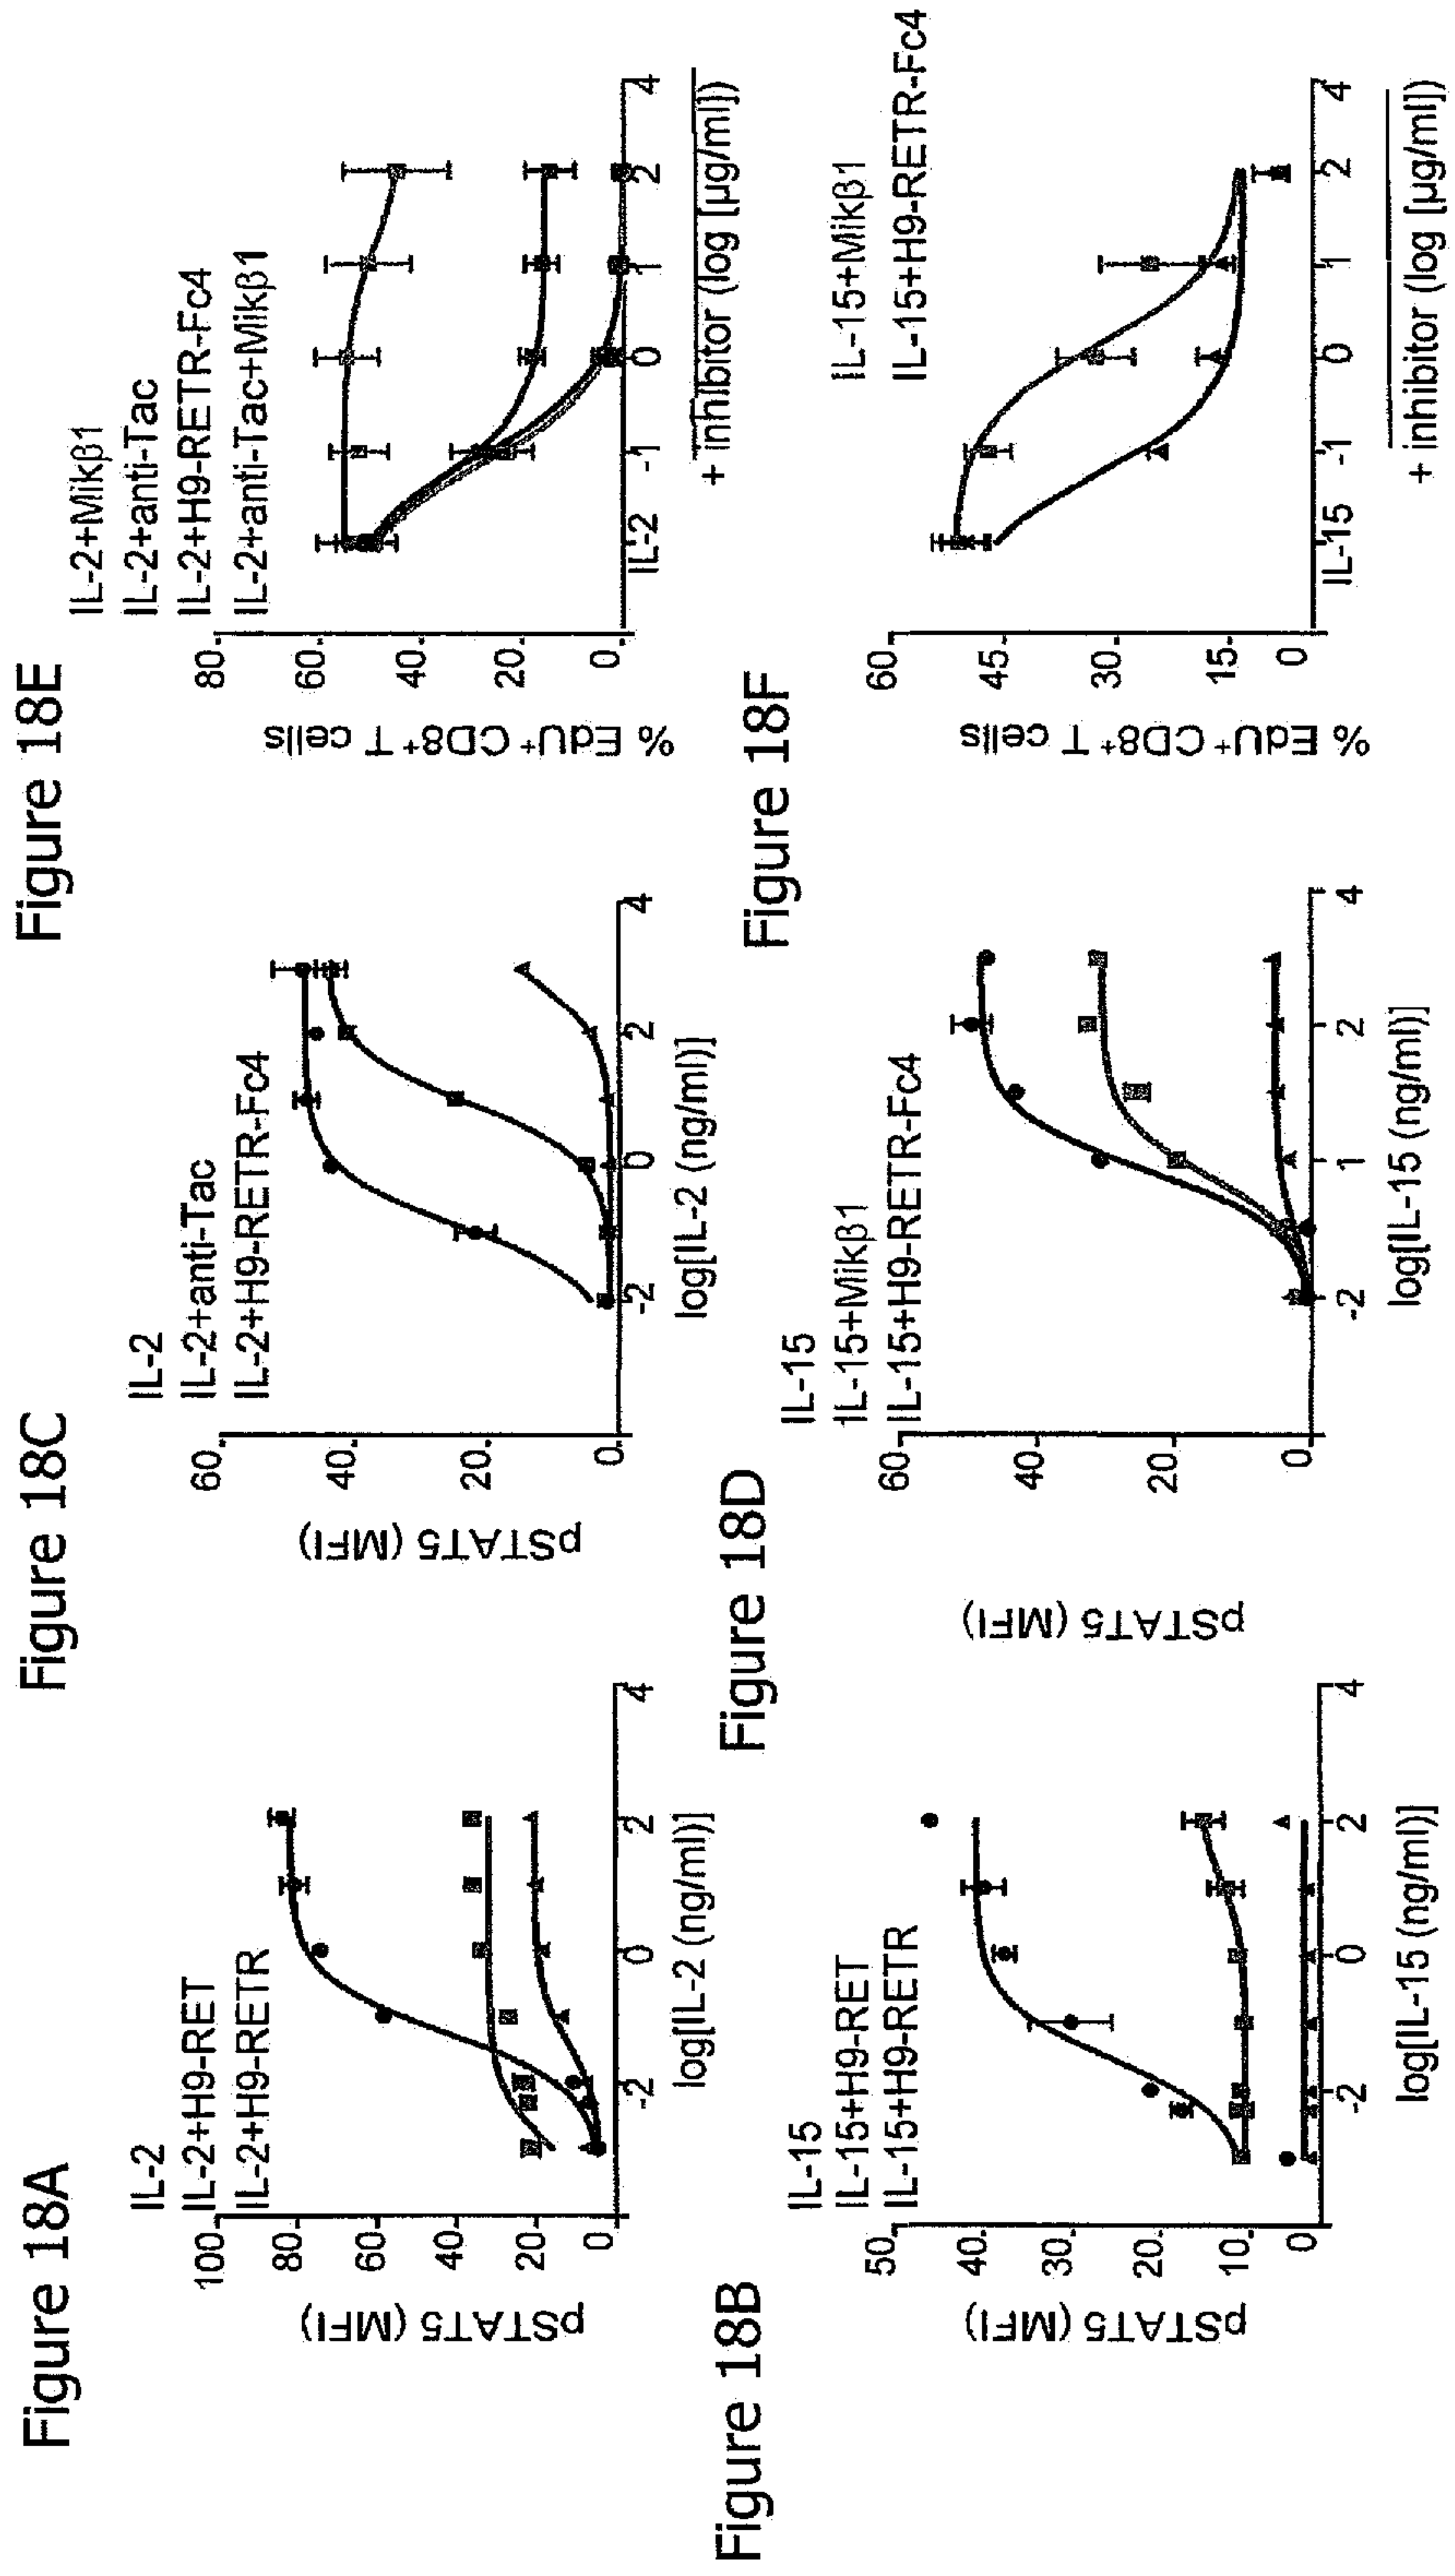 Figure 18A
IL-2
IL-2+H9-RET
IL-2+H9-RETR
pSTAT5 (MFI)
100
80
60
40
20
0
-2
0
2
4
log[IL-2 (ng/ml)]
Figure 18B
IL-15
IL-15+H9-RET
IL-15+H9-RETR
pSTAT5 (MFI)
50
40
30
20
10
0
-2
0
2
4
log[IL-15 (ng/ml)]
Figure 18C
IL-2
IL-2+anti-Tac
IL-2+H9-RETR-Fc4
pSTAT5 (MFI)
60
40
20
0
-2
0
2
4
log[IL-2 (ng/ml)]
Figure 18D
IL-15
IL-15+Mikβ1
IL-15+H9-RETR-Fc4
pSTAT5 (MFI)
60
40
20
0
-2
1
2
4
log[IL-15 (ng/ml)]
Figure 18E
IL-2+Mikβ1
IL-2+anti-Tac
IL-2+H9-RETR-Fc4
IL-2+anti-Tac+Mikβ1
% EdU+ CD8+ T cells
80
60
40
20
0
IL-2
-1
0
1
2
4
+ inhibitor (log [µg/ml])
Figure 18F
IL-15+Mikβ1
IL-15+H9-RETR-Fc4
% EdU+ CD8+ T cells
60
45
30
15
0
IL-15
-1
0
1
2
4
+ inhibitor (log [µg/ml])